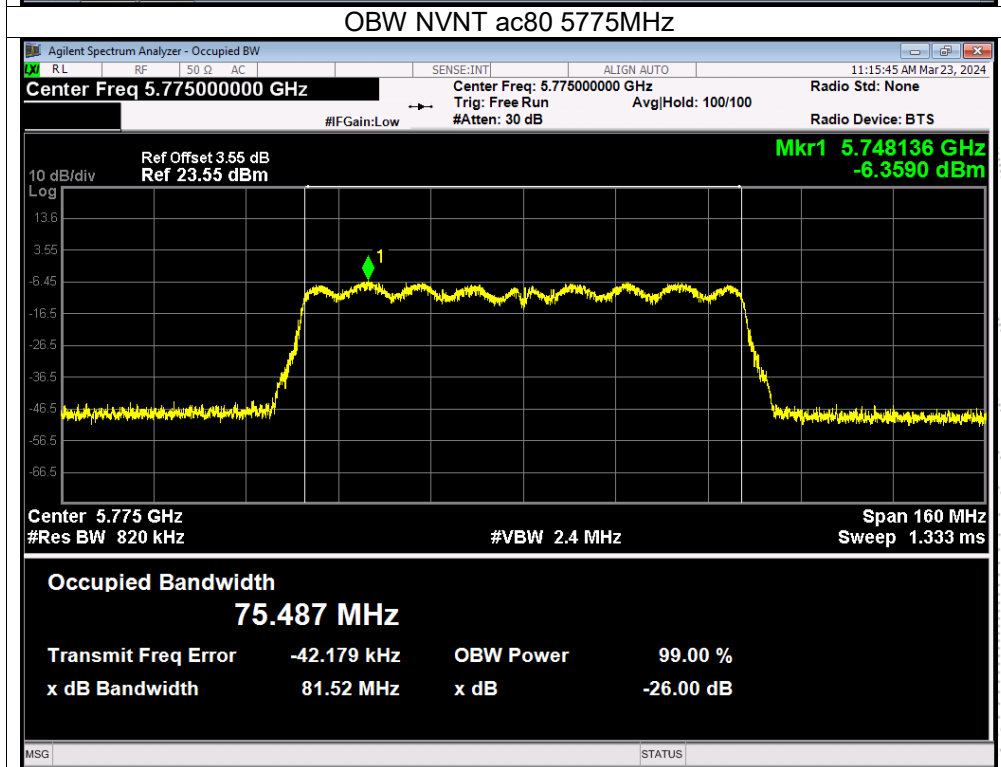 OBW NVNT ac80 5775MHz
Agilent Spectrum Analyzer - Occupied BW
LXI RL RF 50 Ω AC SENSE:INT ALIGN AUTO 11:15:45 AM Mar 23, 2024
Center Freq 5.775000000 GHz Center Freq: 5.775000000 GHz Radio Std: None
Trig: Free Run Avg|Hold: 100/100
#IFGain:Low #Atten: 30 dB Radio Device: BTS
Mkr1 5.748136 GHz
-6.3590 dBm
Ref Offset 3.55 dB
10 dB/div Ref 23.55 dBm
Log
13.6
3.55
1
-6.45
-16.5
-26.5
-36.5
-46.5
-56.5
-66.5
Center 5.775 GHz Span 160 MHz
#Res BW 820 kHz #VBW 2.4 MHz Sweep 1.333 ms
Occupied Bandwidth
75.487 MHz
Transmit Freq Error -42.179 kHz OBW Power 99.00 %
x dB Bandwidth 81.52 MHz x dB -26.00 dB
MSG STATUS